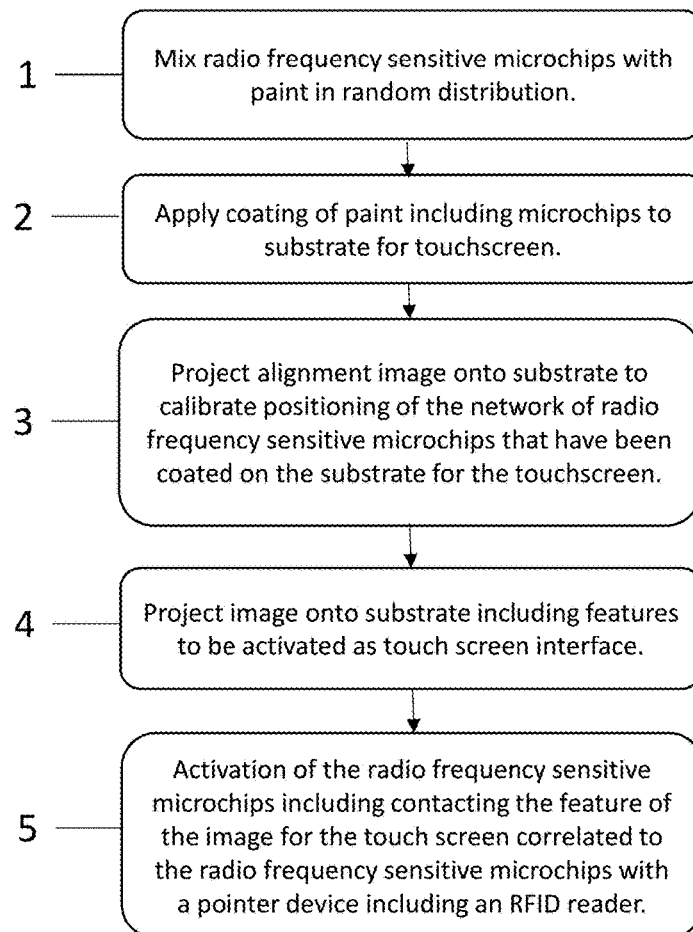 1
Mix radio frequency sensitive microchips with
paint in random distribution.
2
Apply coating of paint including microchips to
substrate for touchscreen.
3
Project alignment image onto substrate to
calibrate positioning of the network of radio
frequency sensitive microchips that have been
coated on the substrate for the touchscreen.
4
Project image onto substrate including features
to be activated as touch screen interface.
5
Activation of the radio frequency sensitive
microchips including contacting the feature of
the image for the touch screen correlated to
the radio frequency sensitive microchips with
a pointer device including an RFID reader.